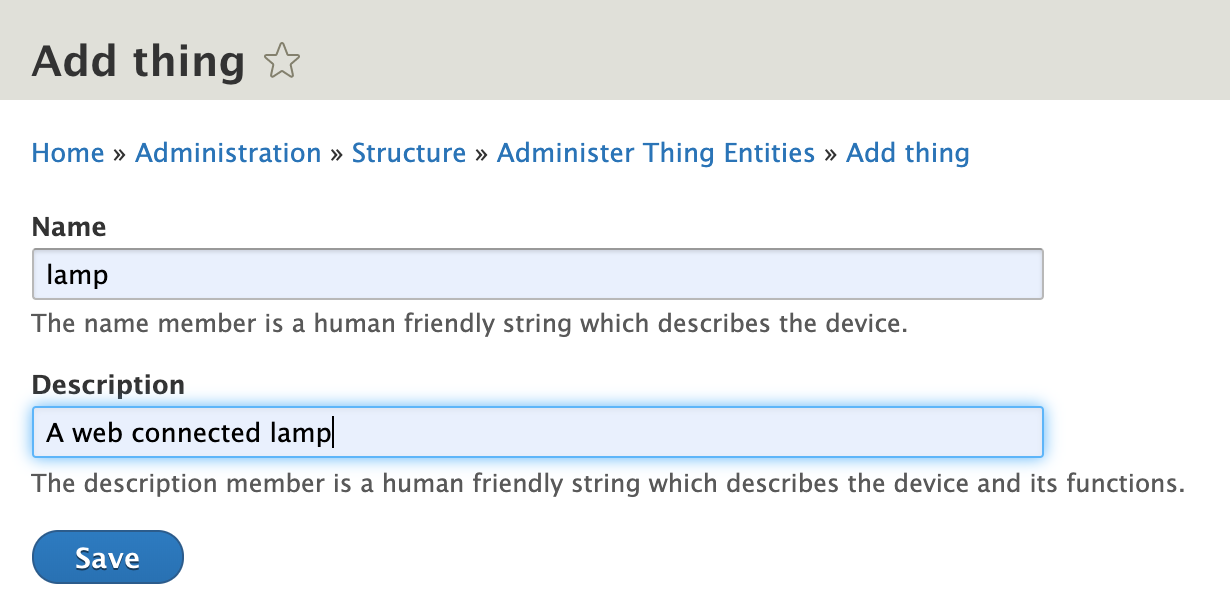 Add thing
Home » Administration » Structure » Administer Thing Entities » Add thing
Name
lamp
The name member is a human friendly string which describes the device.
Description
A web connected lamp
The description member is a human friendly string which describes the device and its functions.
Save